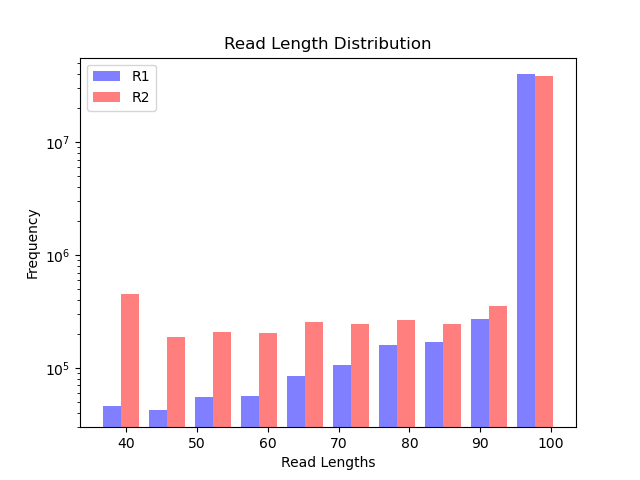 Read Length Distribution
R1
R2
Frequency
10^7
10^6
10^5
40 50 60 70 80 90 100
Read Lengths